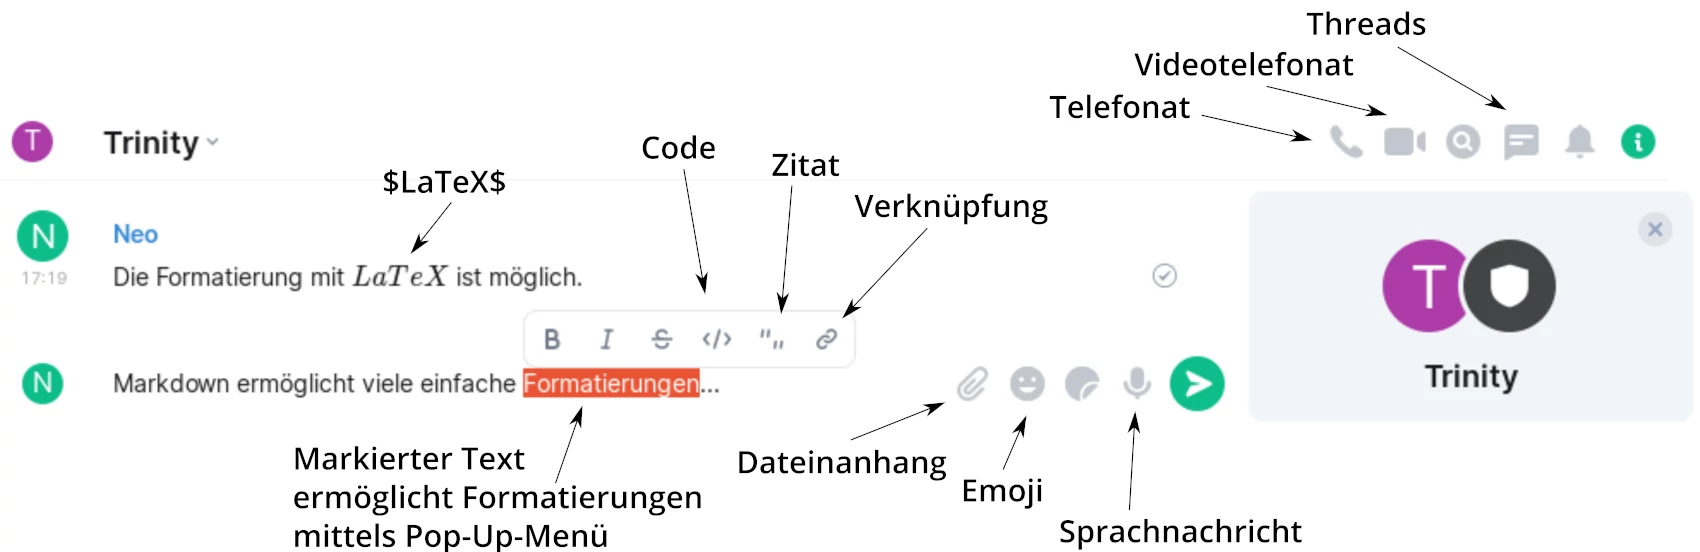 Threads
Videotelefonat
Telefonat
T
Trinity
Code
Zitat
$LaTeX$
Verknüpfung
N
Neo
17:19
Die Formatierung mit LaTeX ist möglich.
T
B I S </> "„
N
Markdown ermöglicht viele einfache Formatierungen...
Trinity
Markierter Text
ermöglicht Formatierungen
mittels Pop-Up-Menü
Dateinanhang
Emoji
Sprachnachricht